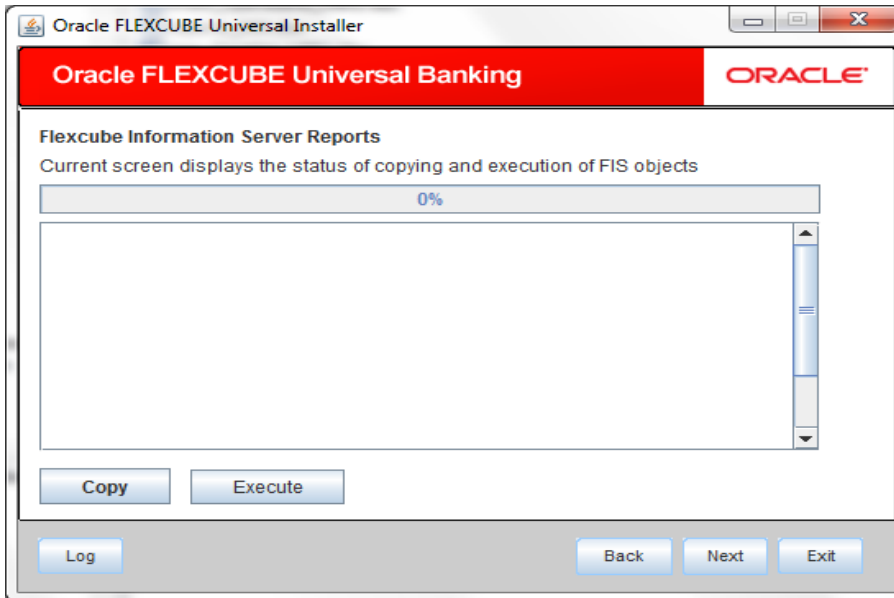 Oracle FLEXCUBE Universal Installer
Oracle FLEXCUBE Universal Banking
ORACLE
Flexcube Information Server Reports
Current screen displays the status of copying and execution of FIS objects
0%
Copy
Execute
Log
Back
Next
Exit